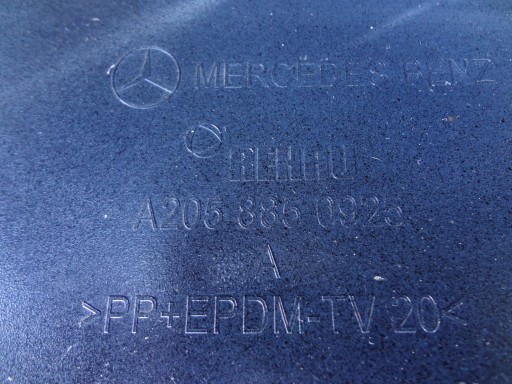 MERCEDES BENZ
REHAU
A205 885 0925
A
>PP+EPDM-TV 20<